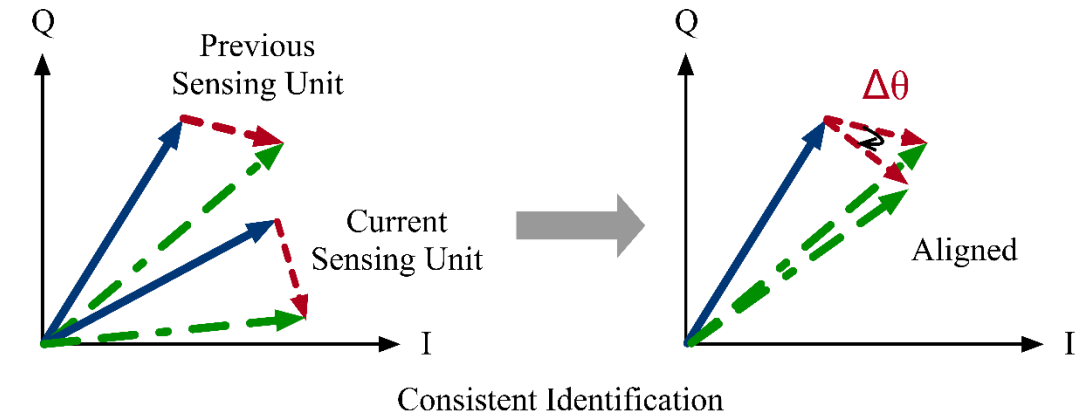 Q
Previous
Sensing Unit
Current
Sensing Unit
I
Q
Δθ
Aligned
I
Consistent Identification